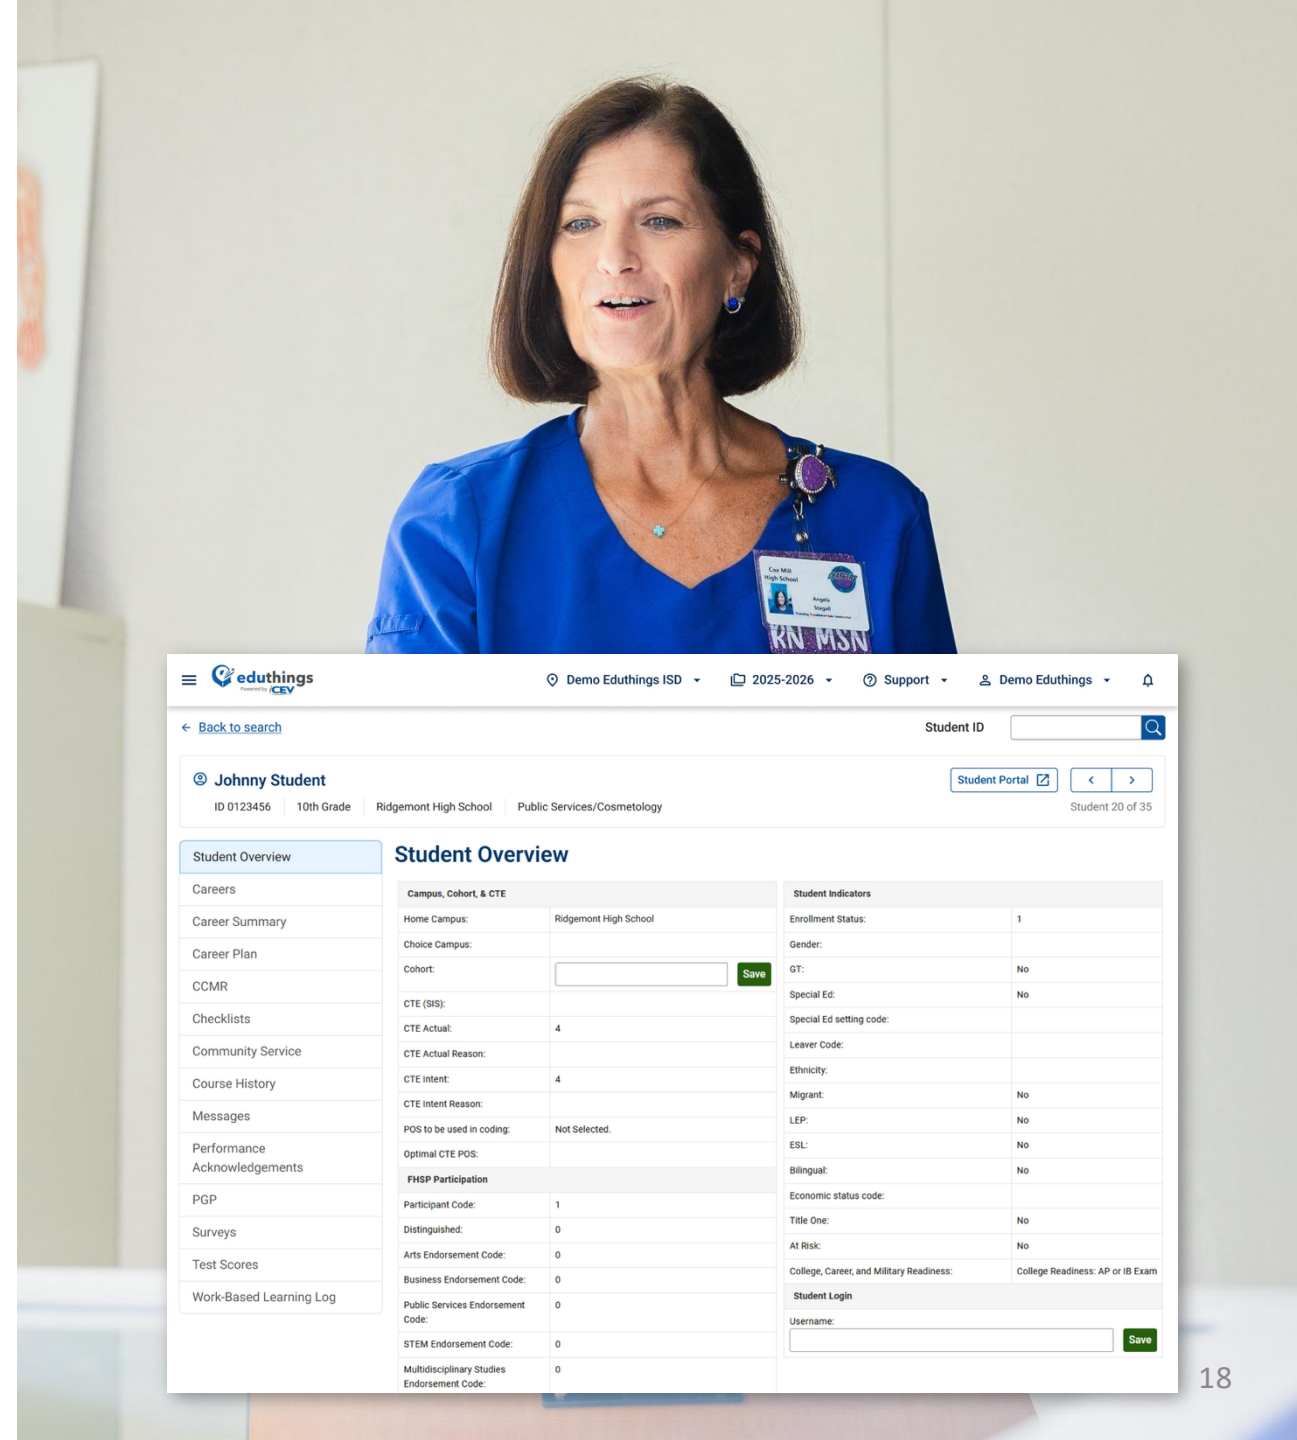 Cox Mill
High School
Angela
Stegall
RN MSN
eduthings
Powered by iCEV
Demo Eduthings ISD
2025-2026
Support
Demo Eduthings
Back to search
Student ID
Johnny Student
Student Portal
ID 0123456
10th Grade
Ridgemont High School
Public Services/Cosmetology
Student 20 of 35
Student Overview
Careers
Career Summary
Career Plan
CCMR
Checklists
Community Service
Course History
Messages
Performance
Acknowledgements
PGP
Surveys
Test Scores
Work-Based Learning Log
Student Overview
Campus, Cohort, & CTE
Home Campus: Ridgemont High School
Choice Campus:
Cohort: Save
CTE (SIS):
CTE Actual: 4
CTE Actual Reason:
CTE Intent: 4
CTE Intent Reason:
POS to be used in coding: Not Selected.
Optimal CTE POS:
FHSP Participation
Participant Code: 1
Distinguished: 0
Arts Endorsement Code: 0
Business Endorsement Code: 0
Public Services Endorsement 0
Code:
STEM Endorsement Code: 0
Multidisciplinary Studies 0
Endorsement Code:
Student Indicators
Enrollment Status: 1
Gender:
GT: No
Special Ed: No
Special Ed setting code:
Leaver Code:
Ethnicity:
Migrant: No
LEP: No
ESL: No
Bilingual: No
Economic status code:
Title One: No
At Risk: No
College, Career, and Military Readiness: College Readiness: AP or IB Exam
Student Login
Username:
Save
18